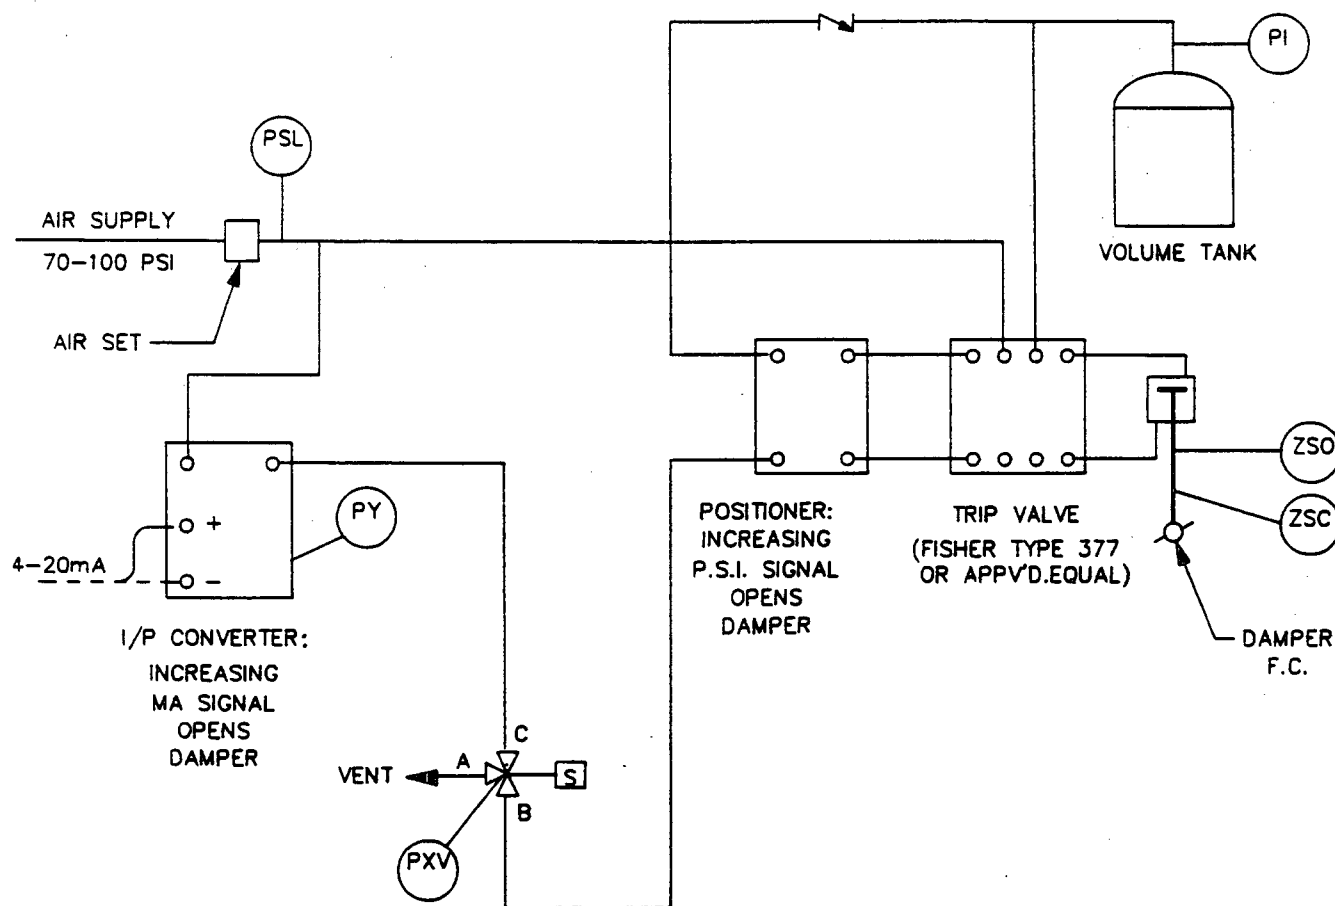 PI
PSL
AIR SUPPLY
70-100 PSI
AIR SET
VOLUME TANK
ZSO
ZSC
PY
+
4-20mA
-
POSITIONER:
INCREASING
P.S.I. SIGNAL
OPENS
DAMPER
TRIP VALVE
(FISHER TYPE 377
OR APPV'D.EQUAL)
DAMPER
F.C.
I/P CONVERTER:
INCREASING
MA SIGNAL
OPENS
DAMPER
C
VENT
A
S
B
PXV